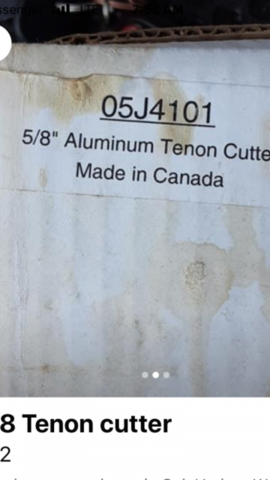 05J4101
5/8" Aluminum Tenon Cutte
Made in Canada
8 Tenon cutter
2